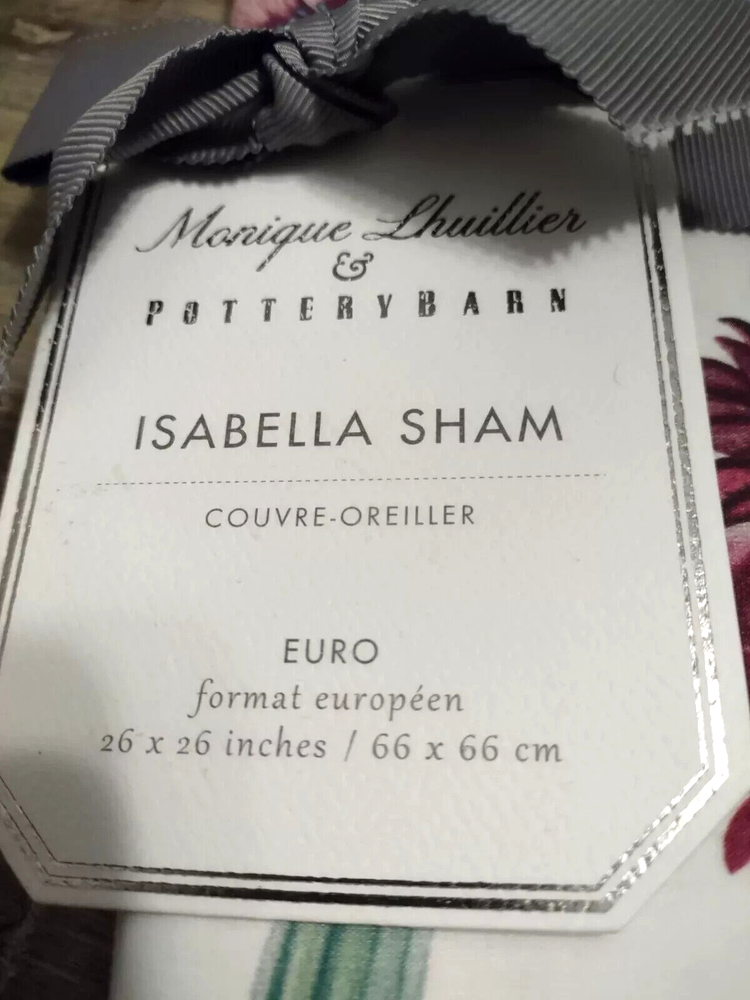 Monique Lhuillier
&
POTTERYBARN
ISABELLA SHAM
COUVRE-OREILLER
EURO
format européen
26 x 26 inches / 66 x 66 cm